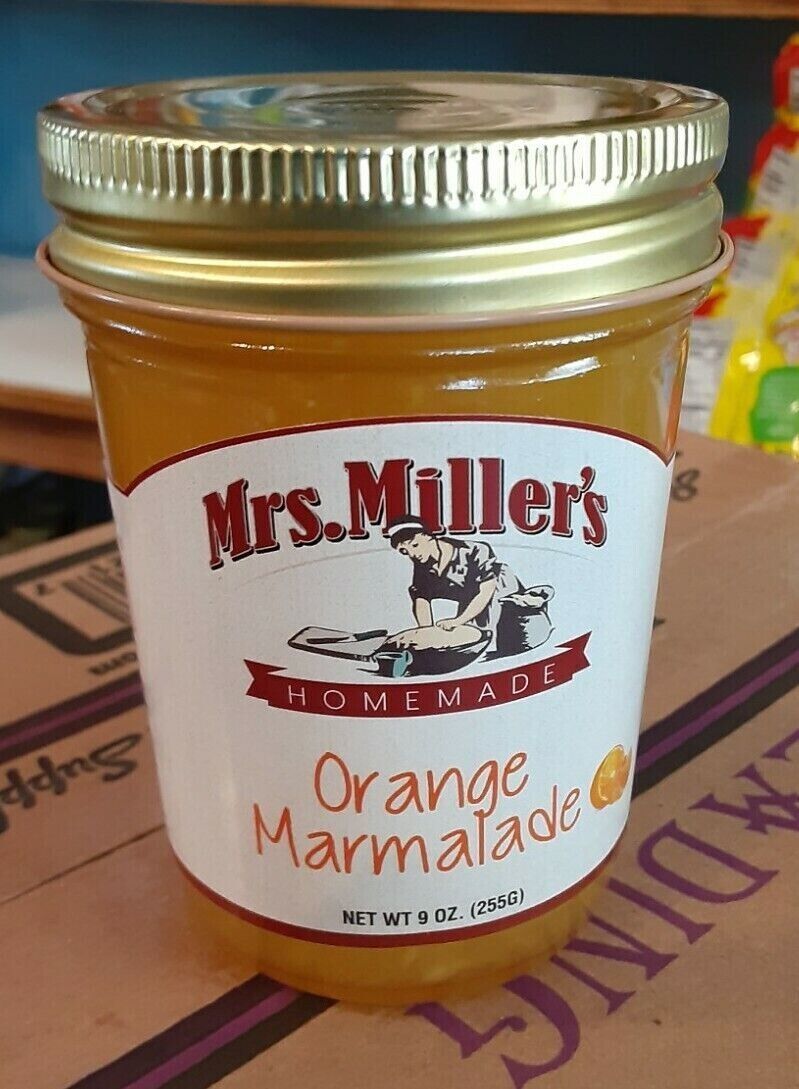 Mrs. Miller's
HOMEMADE
Orange
Marmalade
NET WT 9 OZ. (255G)